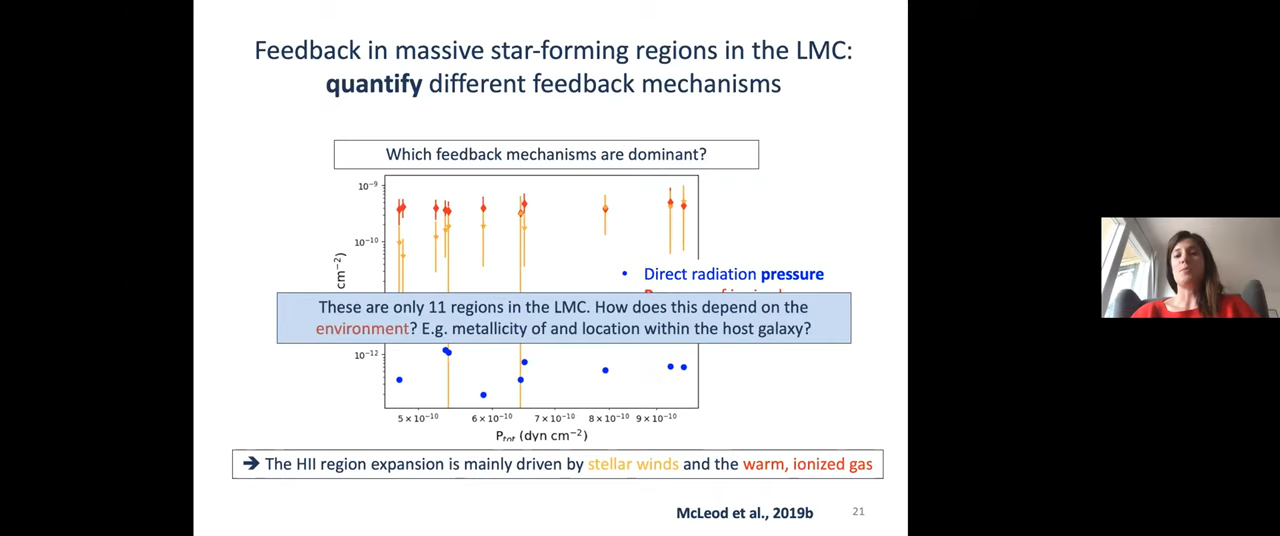 Feedback in massive star-forming regions in the LMC:
quantify different feedback mechanisms
Which feedback mechanisms are dominant?
10⁻⁹
10⁻¹⁰
cm⁻²)
• Direct radiation pressure
These are only 11 regions in the LMC. How does this depend on the
environment? E.g. metallicity of and location within the host galaxy?
10⁻¹²
5 × 10⁻¹⁰ 6 × 10⁻¹⁰ 7 × 10⁻¹⁰ 8 × 10⁻¹⁰ 9 × 10⁻¹⁰
Pₜₒₜ (dyn cm⁻²)
➔ The HII region expansion is mainly driven by stellar winds and the warm, ionized gas
McLeod et al., 2019b
21